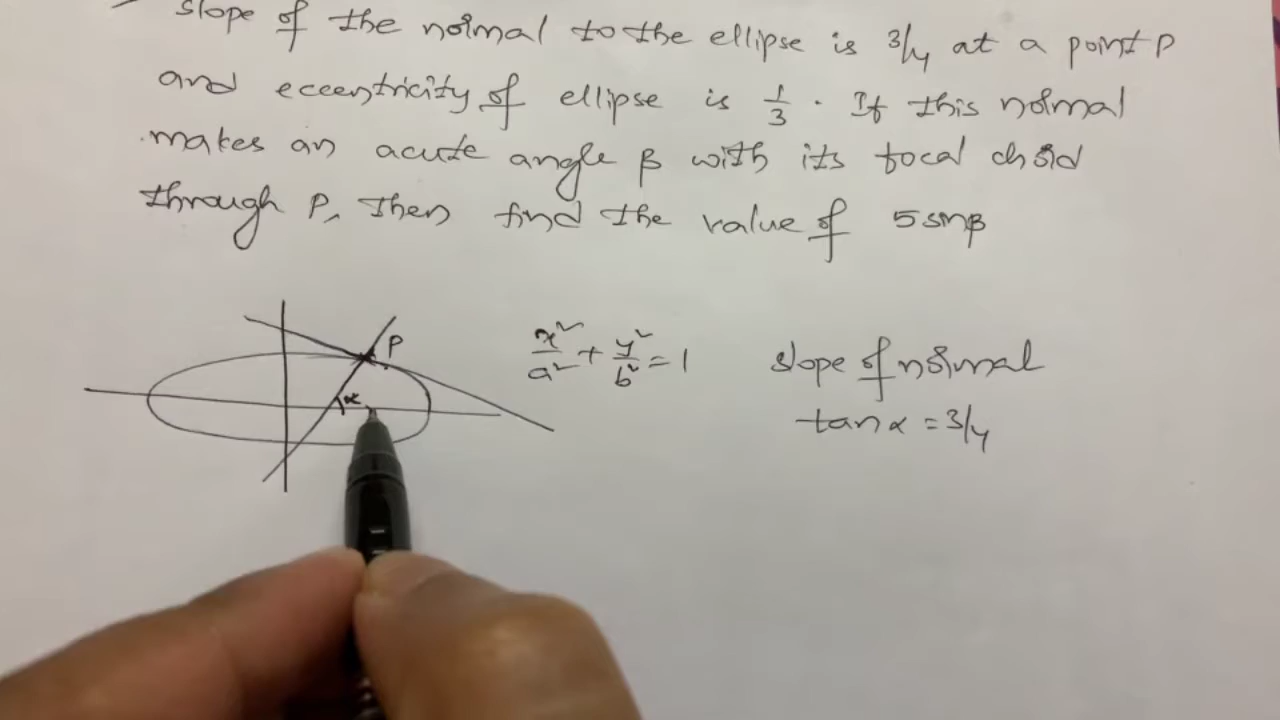 slope of the normal to the ellipse is 3/4 at a point P
and eccentricity of ellipse is 1/3 . If this normal
makes an acute angle β with its focal chord
through P, then find the value of 5sinβ
P
x²/a² + y²/b² = 1
slope of normal
α
tanα = 3/4